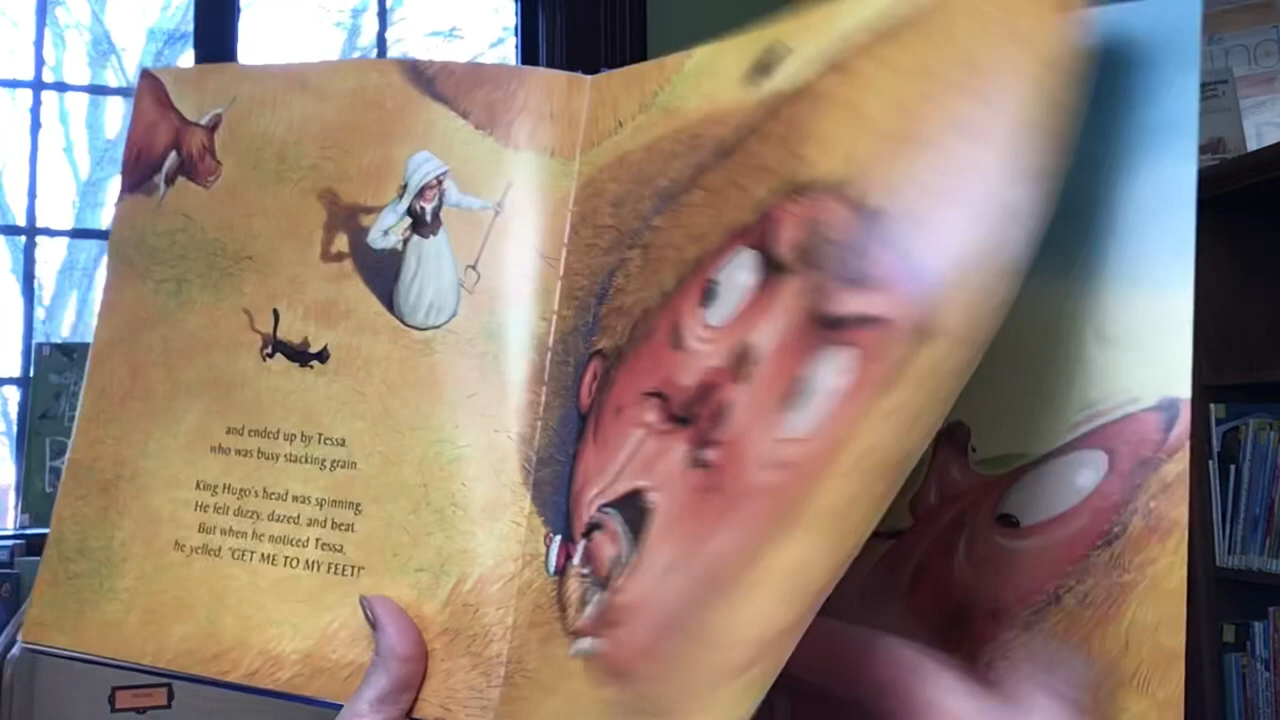 and ended up by Tessa,
who was busy stacking grain.
King Hugo's head was spinning.
He felt dizzy, dazed, and beat.
But when he noticed Tessa,
he yelled, "GET ME TO MY FEET!"